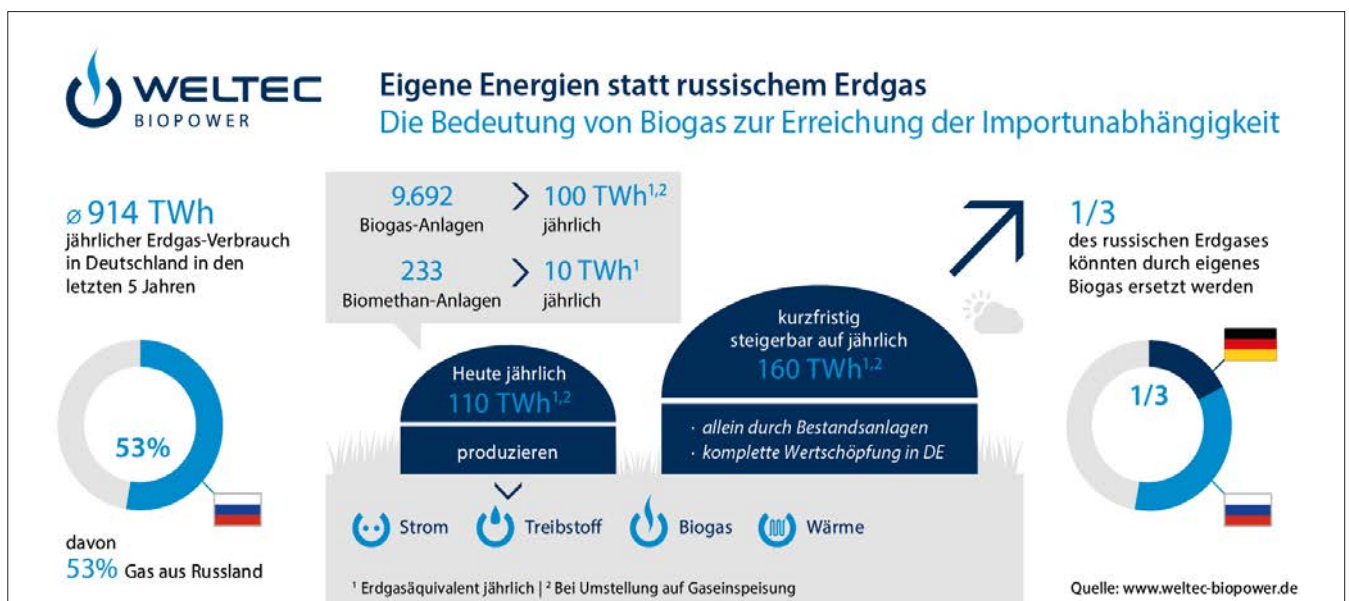 WELTEC
BIOPOWER
Eigene Energien statt russischem Erdgas
Die Bedeutung von Biogas zur Erreichung der Importunabhängigkeit
⌀ 914 TWh
jährlicher Erdgas-Verbrauch
in Deutschland in den
letzten 5 Jahren
53%
davon
53% Gas aus Russland
9.692
Biogas-Anlagen
100 TWh¹,²
jährlich
233
Biomethan-Anlagen
10 TWh¹
jährlich
Heute jährlich
110 TWh¹,²
produzieren
kurzfristig
steigerbar auf jährlich
160 TWh¹,²
· allein durch Bestandsanlagen
· komplette Wertschöpfung in DE
Strom
Treibstoff
Biogas
Wärme
¹ Erdgasäquivalent jährlich | ² Bei Umstellung auf Gaseinspeisung
1/3
des russischen Erdgases
könnten durch eigenes
Biogas ersetzt werden
1/3
Quelle: www.weltec-biopower.de